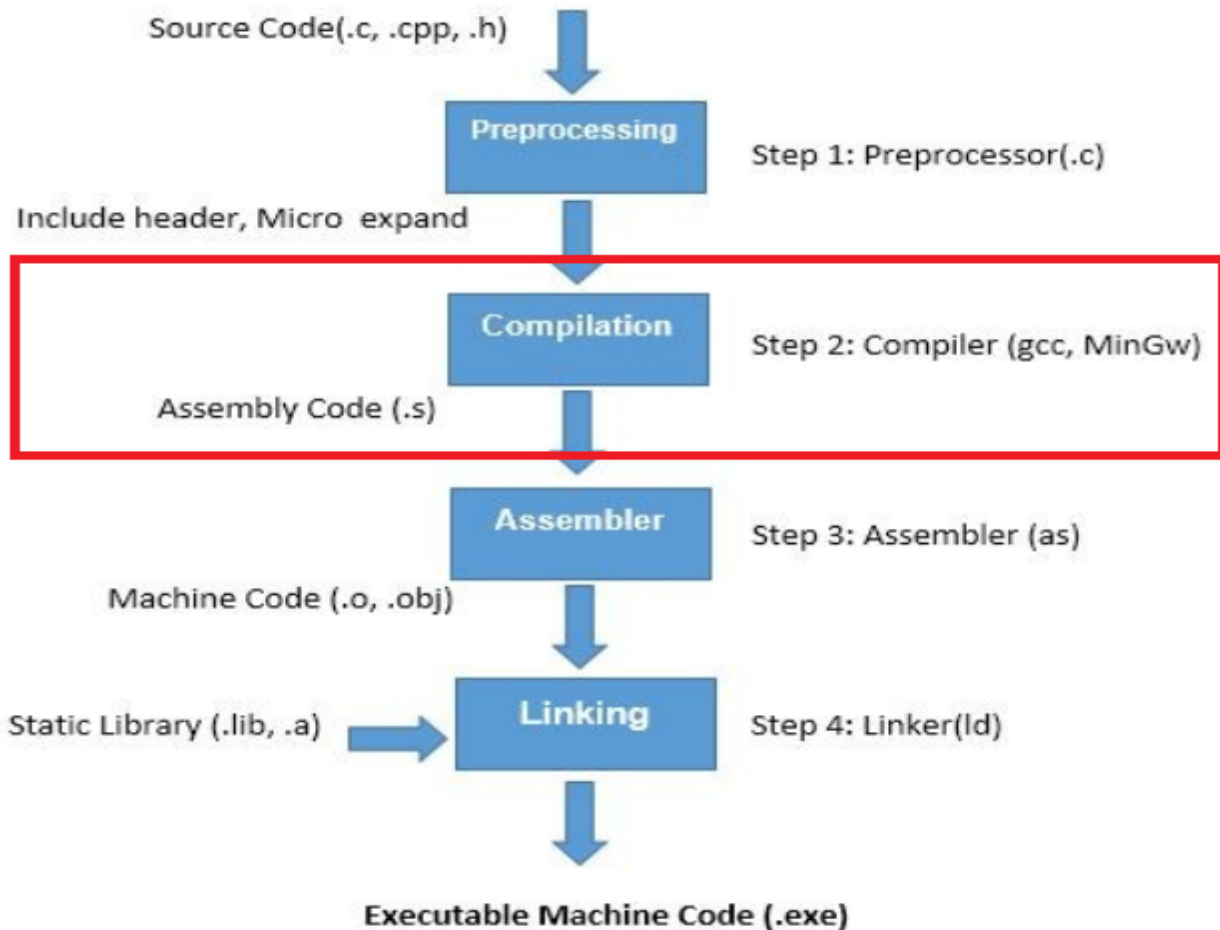 Source Code(.c, .cpp, .h)
Preprocessing
Step 1: Preprocessor(.c)
Include header, Micro expand
Compilation
Step 2: Compiler (gcc, MinGw)
Assembly Code (.s)
Assembler
Step 3: Assembler (as)
Machine Code (.o, .obj)
Linking
Static Library (.lib, .a)
Step 4: Linker(ld)
Executable Machine Code (.exe)